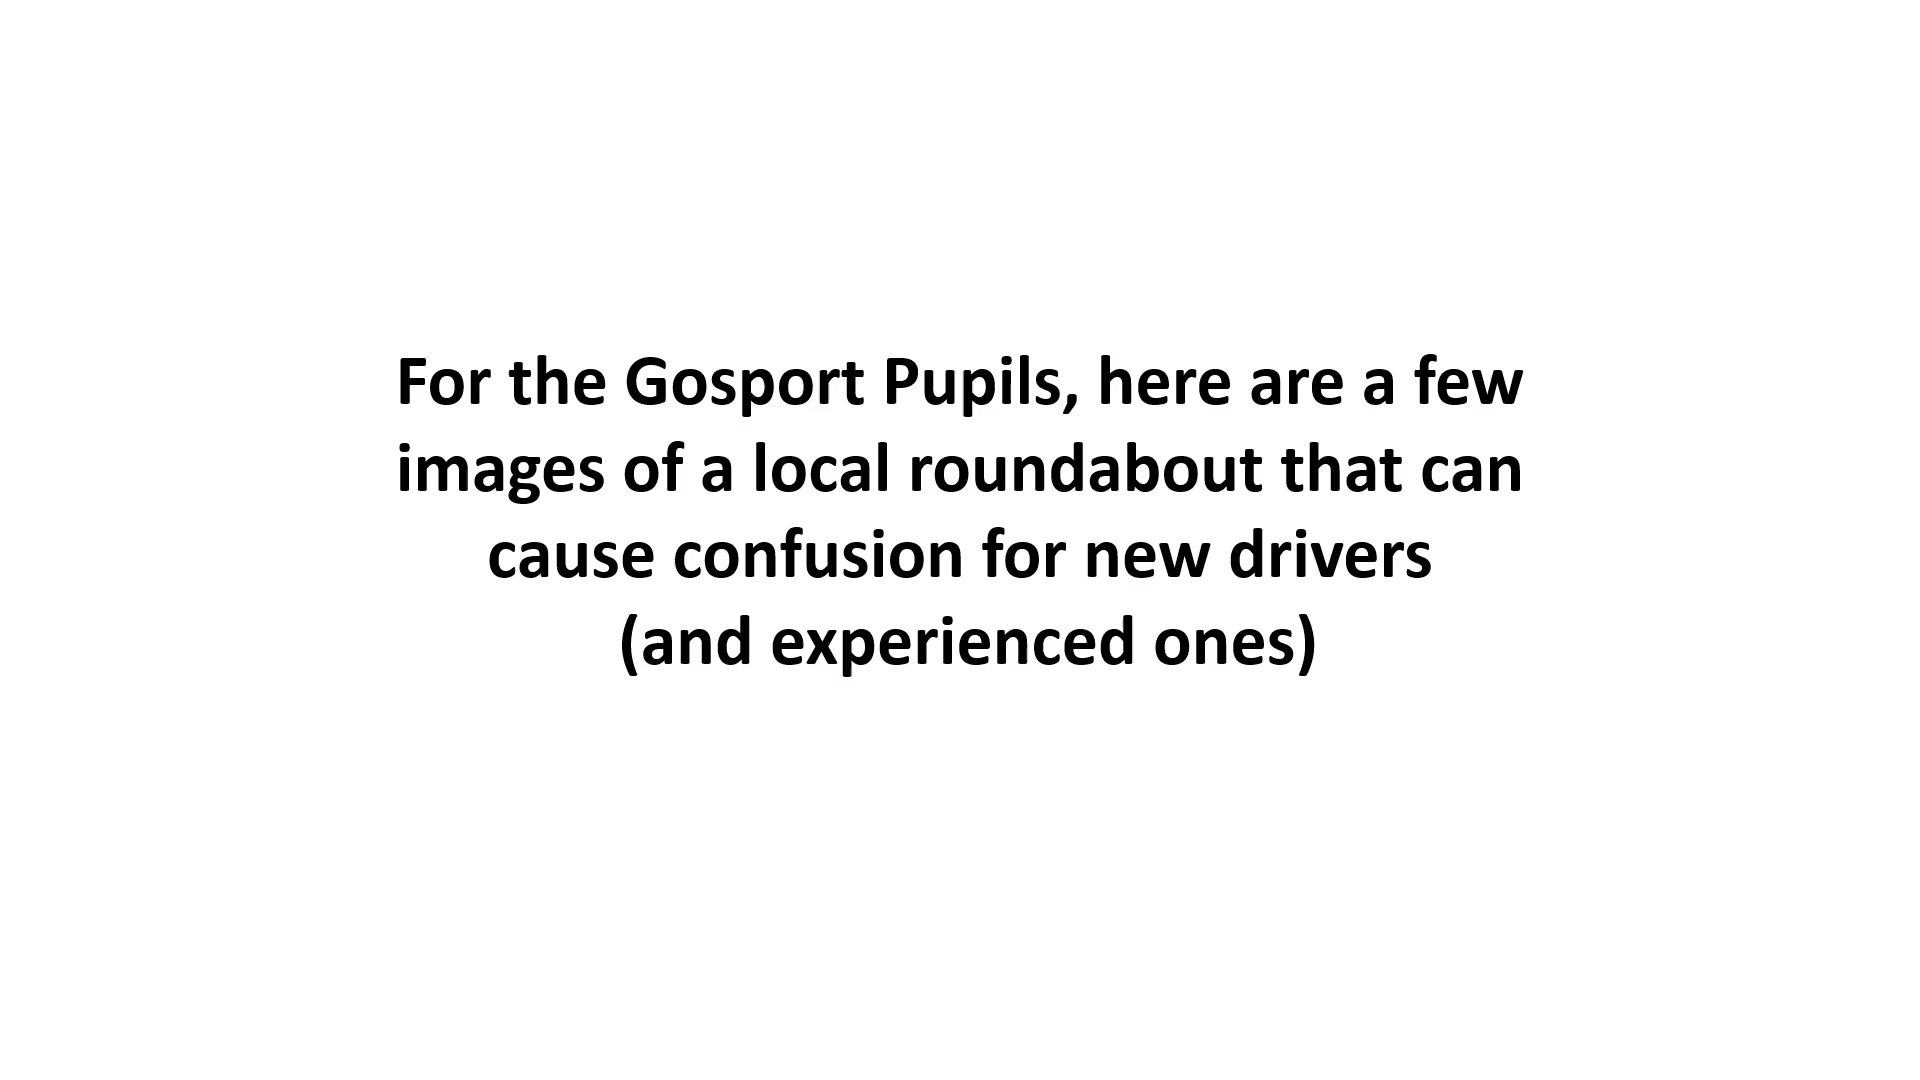 For the Gosport Pupils, here are a few
images of a local roundabout that can
cause confusion for new drivers
(and experienced ones)